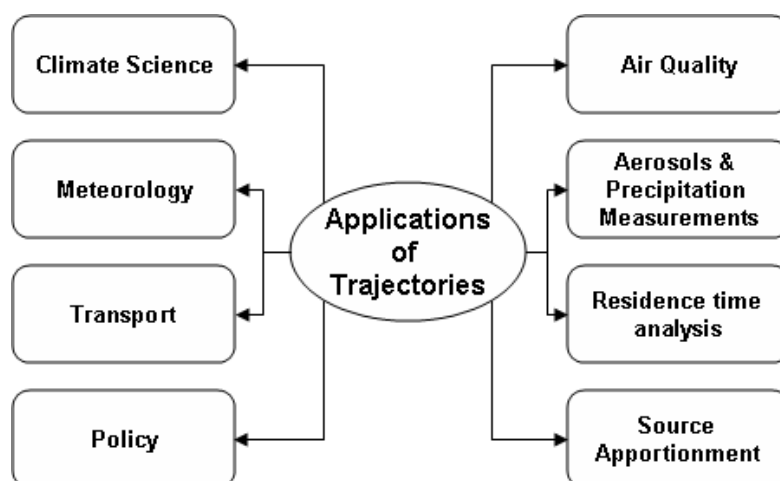 Climate Science
Meteorology
Transport
Policy
Applications
of
Trajectories
Air Quality
Aerosols &
Precipitation
Measurements
Residence time
analysis
Source
Apportionment